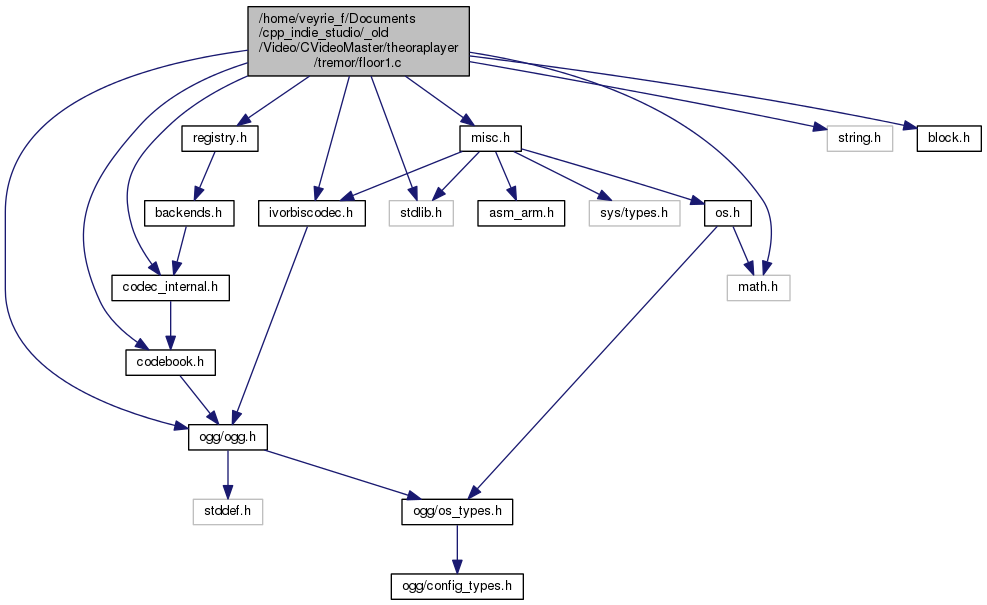 /home/veyrie_f/Documents
/cpp_indie_studio/_old
/Video/CVideoMaster/theoraplayer
/tremor/floor1.c
registry.h
misc.h
string.h
block.h
backends.h
ivorbiscodec.h
stdlib.h
asm_arm.h
sys/types.h
os.h
codec_internal.h
math.h
codebook.h
ogg/ogg.h
stddef.h
ogg/os_types.h
ogg/config_types.h